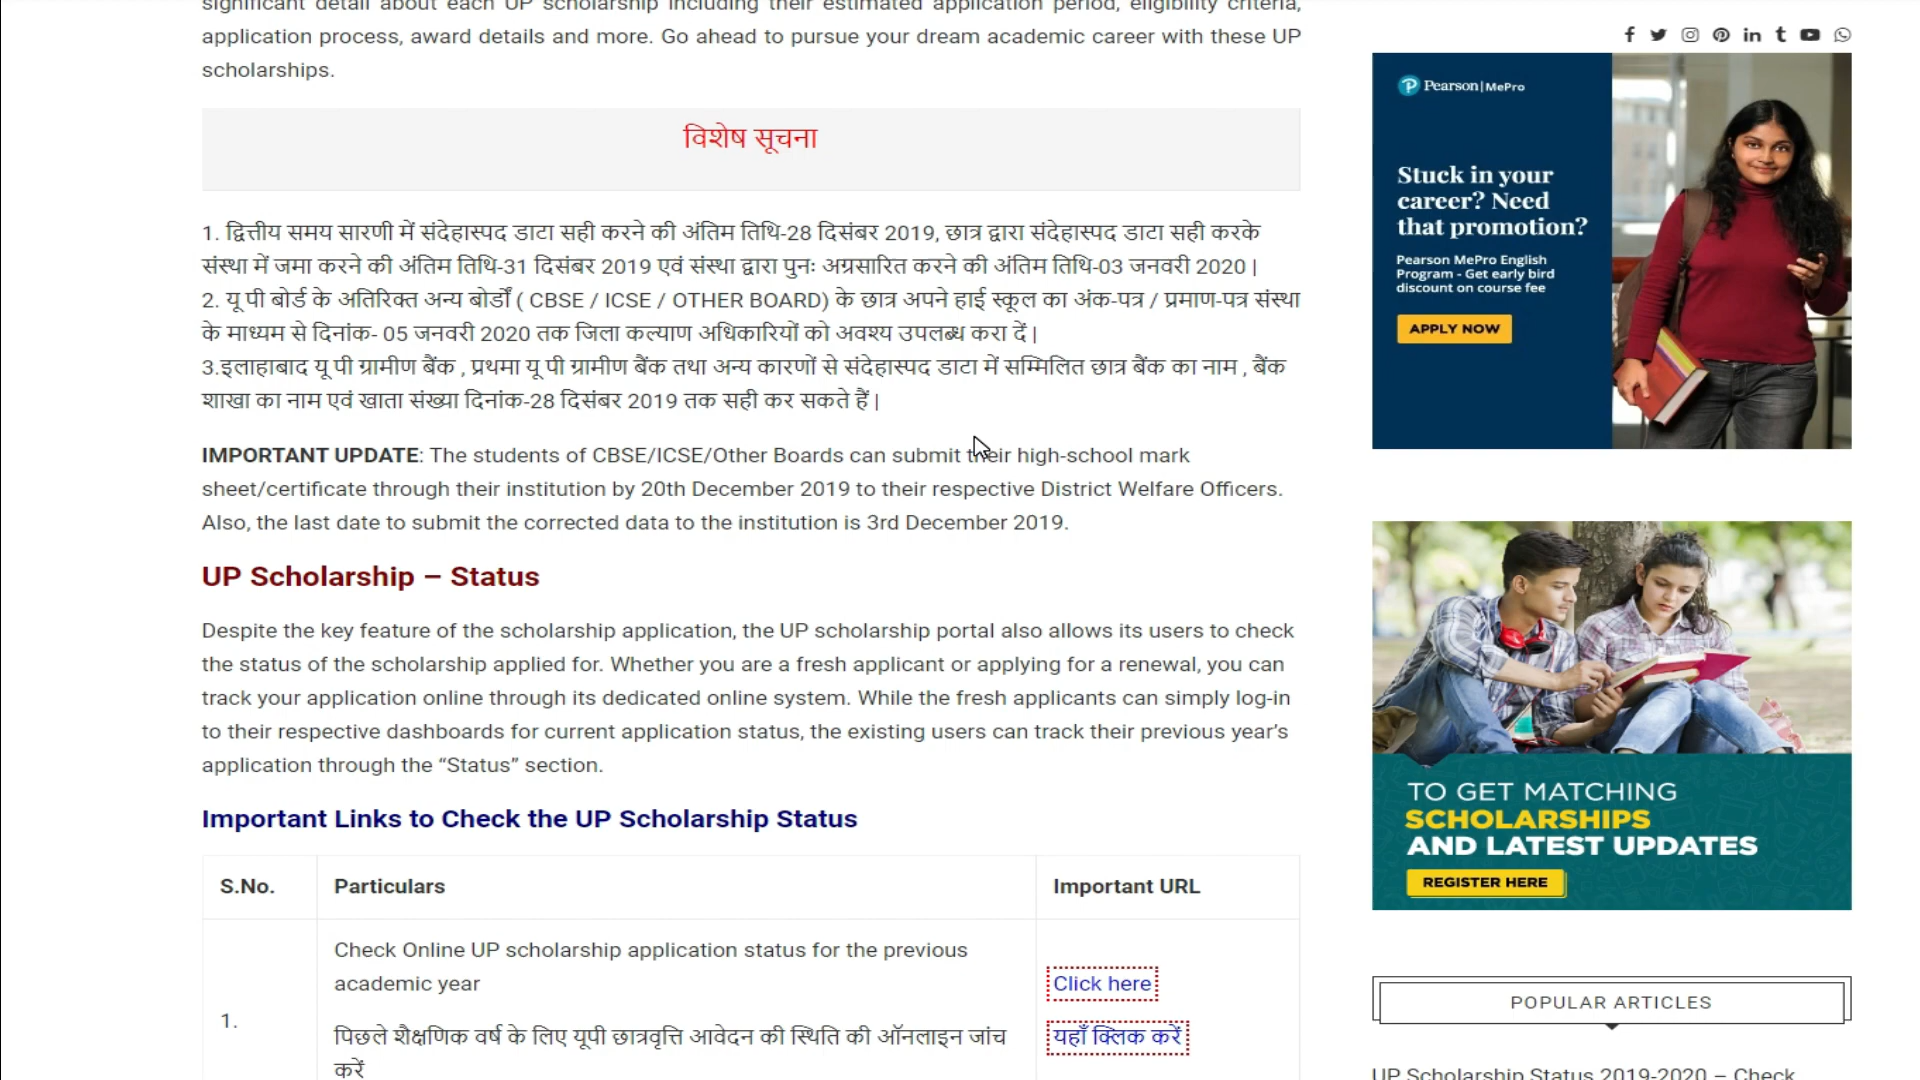 significant detail about each UP scholarship including their estimated application period, eligibility criteria,
application process, award details and more. Go ahead to pursue your dream academic career with these UP
scholarships.
विशेष सूचना
1. द्वित्तीय समय सारणी में संदेहास्पद डाटा सही करने की अंतिम तिथि-28 दिसंबर 2019, छात्र द्वारा संदेहास्पद डाटा सही करके
संस्था में जमा करने की अंतिम तिथि-31 दिसंबर 2019 एवं संस्था द्वारा पुनः अग्रसारित करने की अंतिम तिथि-03 जनवरी 2020 |
2. यू पी बोर्ड के अतिरिक्त अन्य बोर्डों ( CBSE / ICSE / OTHER BOARD) के छात्र अपने हाई स्कूल का अंक-पत्र / प्रमाण-पत्र संस्था
के माध्यम से दिनांक- 05 जनवरी 2020 तक जिला कल्याण अधिकारियों को अवश्य उपलब्ध करा दें |
3.इलाहाबाद यू पी ग्रामीण बैंक , प्रथमा यू पी ग्रामीण बैंक तथा अन्य कारणों से संदेहास्पद डाटा में सम्मिलित छात्र बैंक का नाम , बैंक
शाखा का नाम एवं खाता संख्या दिनांक-28 दिसंबर 2019 तक सही कर सकते हैं |
IMPORTANT UPDATE: The students of CBSE/ICSE/Other Boards can submit their high-school mark
sheet/certificate through their institution by 20th December 2019 to their respective District Welfare Officers.
Also, the last date to submit the corrected data to the institution is 3rd December 2019.
UP Scholarship – Status
Despite the key feature of the scholarship application, the UP scholarship portal also allows its users to check
the status of the scholarship applied for. Whether you are a fresh applicant or applying for a renewal, you can
track your application online through its dedicated online system. While the fresh applicants can simply log-in
to their respective dashboards for current application status, the existing users can track their previous year’s
application through the “Status” section.
Important Links to Check the UP Scholarship Status
S.No. Particulars Important URL
1.
Check Online UP scholarship application status for the previous
academic year
Click here
पिछले शैक्षणिक वर्ष के लिए यूपी छात्रवृत्ति आवेदन की स्थिति की ऑनलाइन जांच
करें
यहाँ क्लिक करें
Pearson | MePro
Stuck in your
career? Need
that promotion?
Pearson MePro English
Program - Get early bird
discount on course fee
APPLY NOW
TO GET MATCHING
SCHOLARSHIPS
AND LATEST UPDATES
REGISTER HERE
POPULAR ARTICLES
UP Scholarship Status 2019-2020 – Check